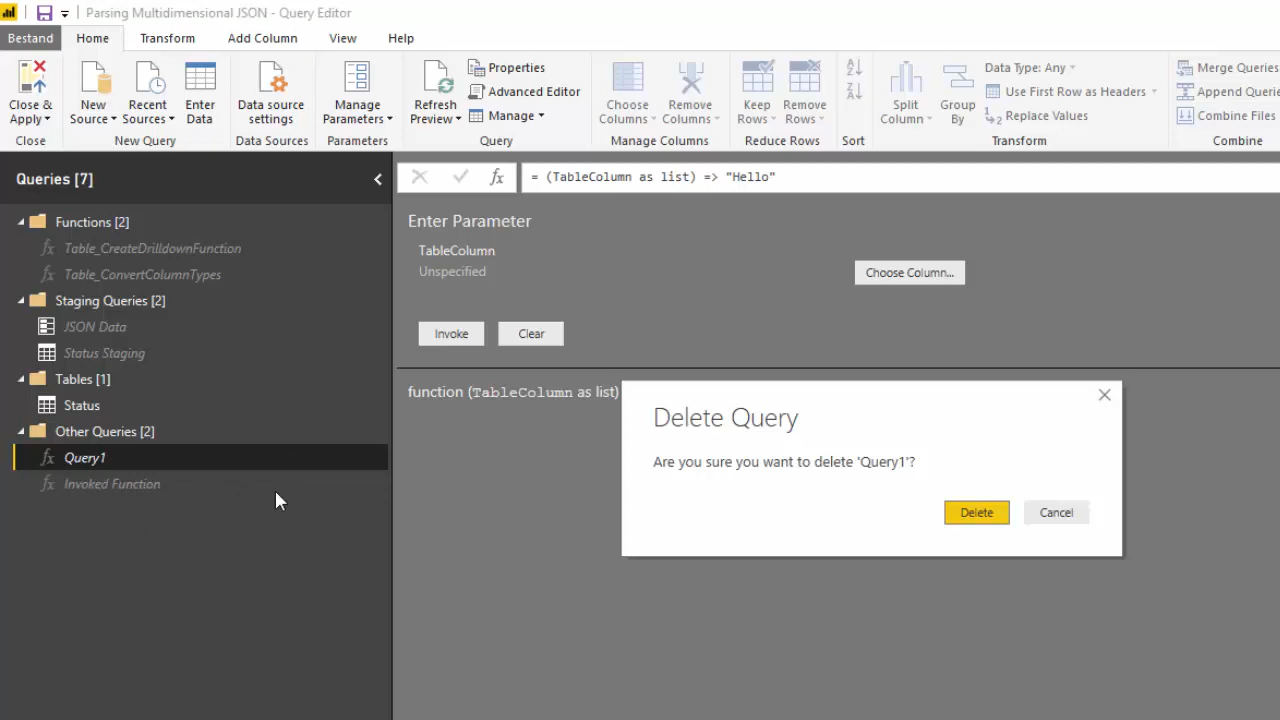 Parsing Multidimensional JSON - Query Editor
Bestand Home Transform Add Column View Help
Close & Apply New Source Recent Sources Enter Data Data source settings Manage Parameters Refresh Preview Properties Advanced Editor Manage Choose Columns Remove Columns Keep Rows Remove Rows Split Column Group By Data Type: Any Use First Row as Headers Replace Values Merge Queries Append Querie Combine Files
Close New Query Data Sources Parameters Query Manage Columns Reduce Rows Sort Transform Combine
Queries [7]
fx = (TableColumn as list) => "Hello"
Functions [2]
fx Table_CreateDrilldownFunction
fx Table_ConvertColumnTypes
Staging Queries [2]
JSON Data
Status Staging
Tables [1]
Status
Other Queries [2]
fx Query1
fx Invoked Function
Enter Parameter
TableColumn
Unspecified
Choose Column...
Invoke Clear
function (TableColumn as list)
Delete Query
Are you sure you want to delete 'Query1'?
Delete Cancel